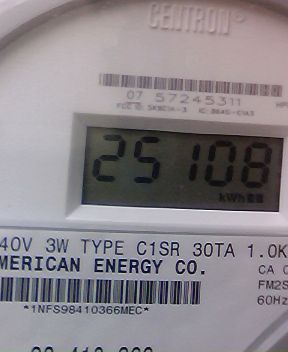 CENTRON®
07 57245311
25108
kWh
40V 3W TYPE C1SR 30TA 1.0K
MERICAN ENERGY CO.
CA
FM2S
60Hz
*1NFS98410366MEC*